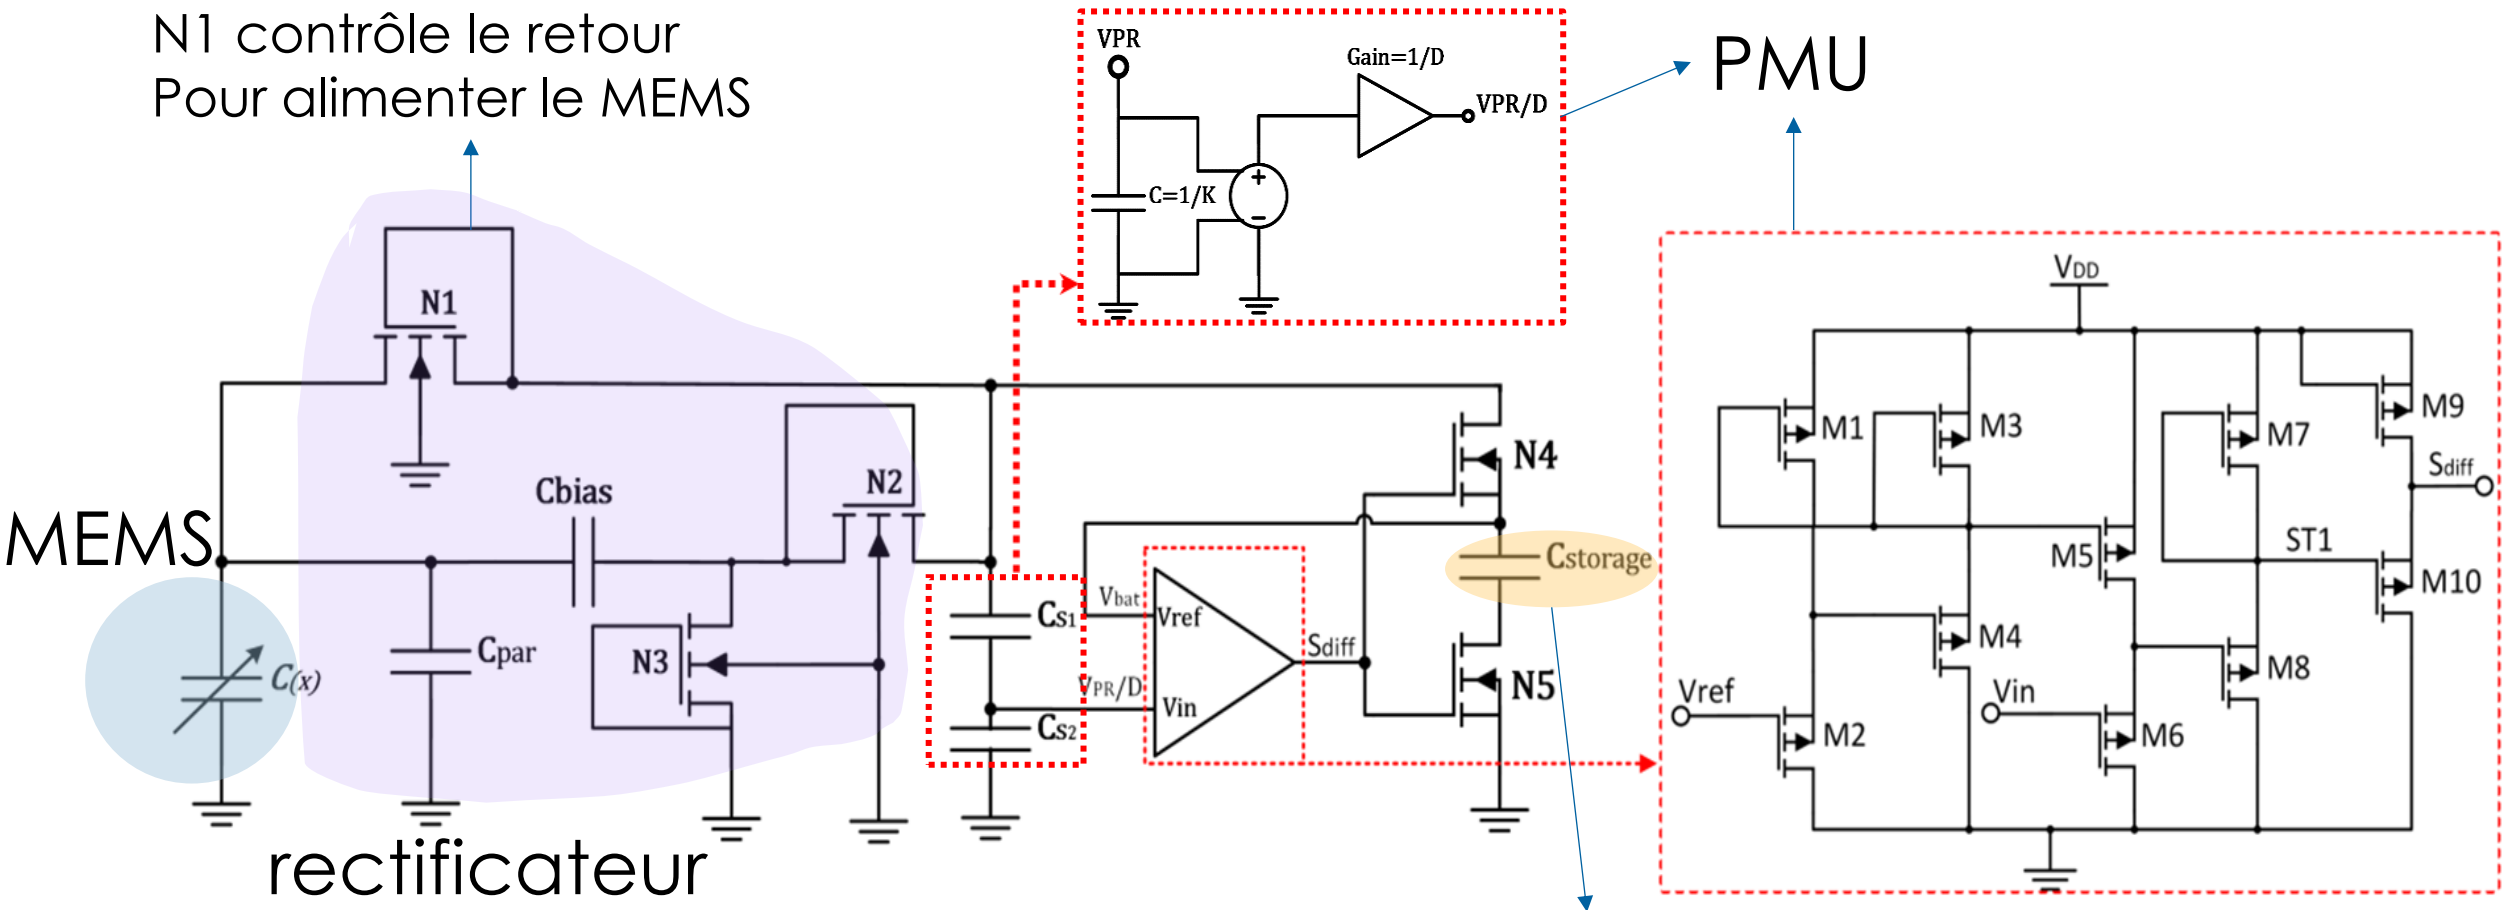 N1 contrôle le retour
Pour alimenter le MEMS
VPR
Gain=1/D
VPR/D
C=1/K
PMU
N1
Cbias
N2
MEMS
C(x)
Cpar
N3
Cs1
Cs2
Vbat
Vref
VPR/D
Vin
Sdiff
N4
Cstorage
N5
rectificateur
VDD
M1
M3
M7
M9
Sdiff
M5
ST1
M10
M4
M8
Vref
Vin
M2
M6